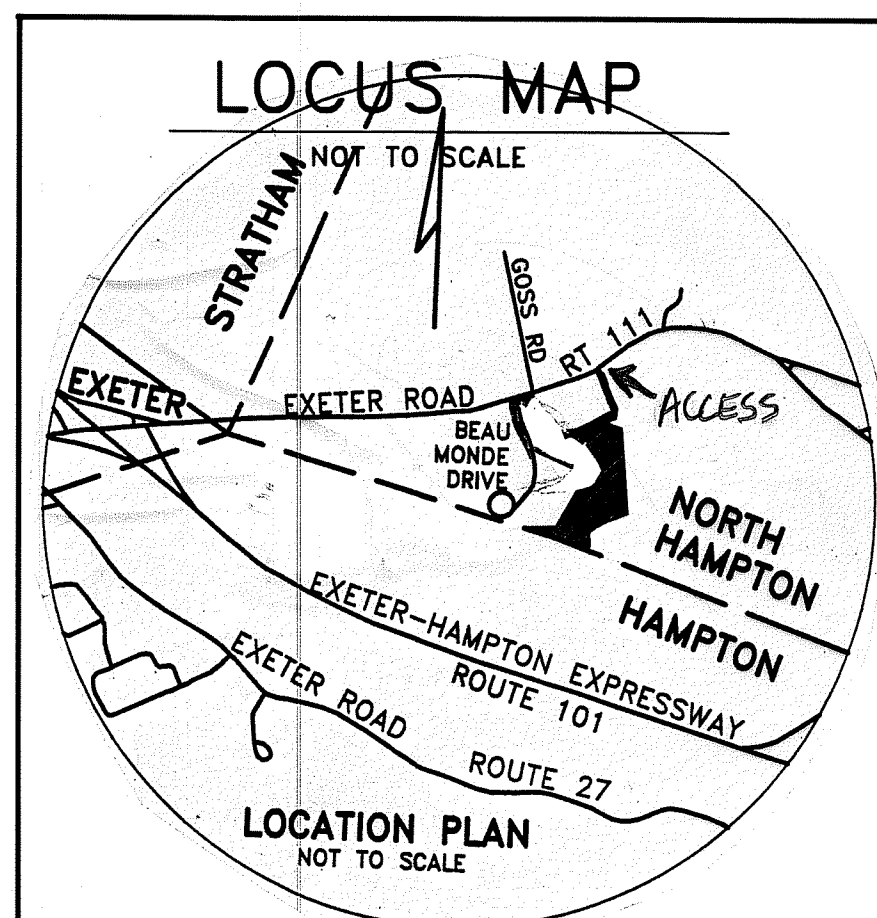 LOCUS MAP
NOT TO SCALE
STRATHAM
GOSS RD
RT 111
EXETER
EXETER ROAD
ACCESS
BEAU
MONDE
DRIVE
NORTH
HAMPTON
HAMPTON
EXETER-HAMPTON EXPRESSWAY
ROUTE 101
EXETER ROAD
ROUTE 27
LOCATION PLAN
NOT TO SCALE